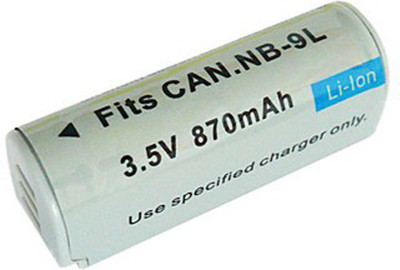 Fits CAN.NB-9L
Li-Ion
3.5V 870mAh
Use specified charger only.